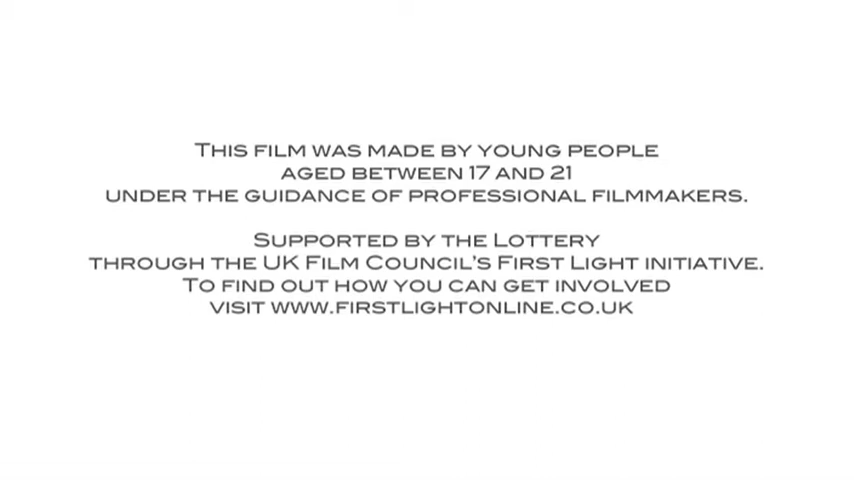 This film was made by young people
aged between 17 and 21
under the guidance of professional filmmakers.
Supported by the Lottery
through the UK Film Council's First Light initiative.
To find out how you can get involved
visit www.firstlightonline.co.uk